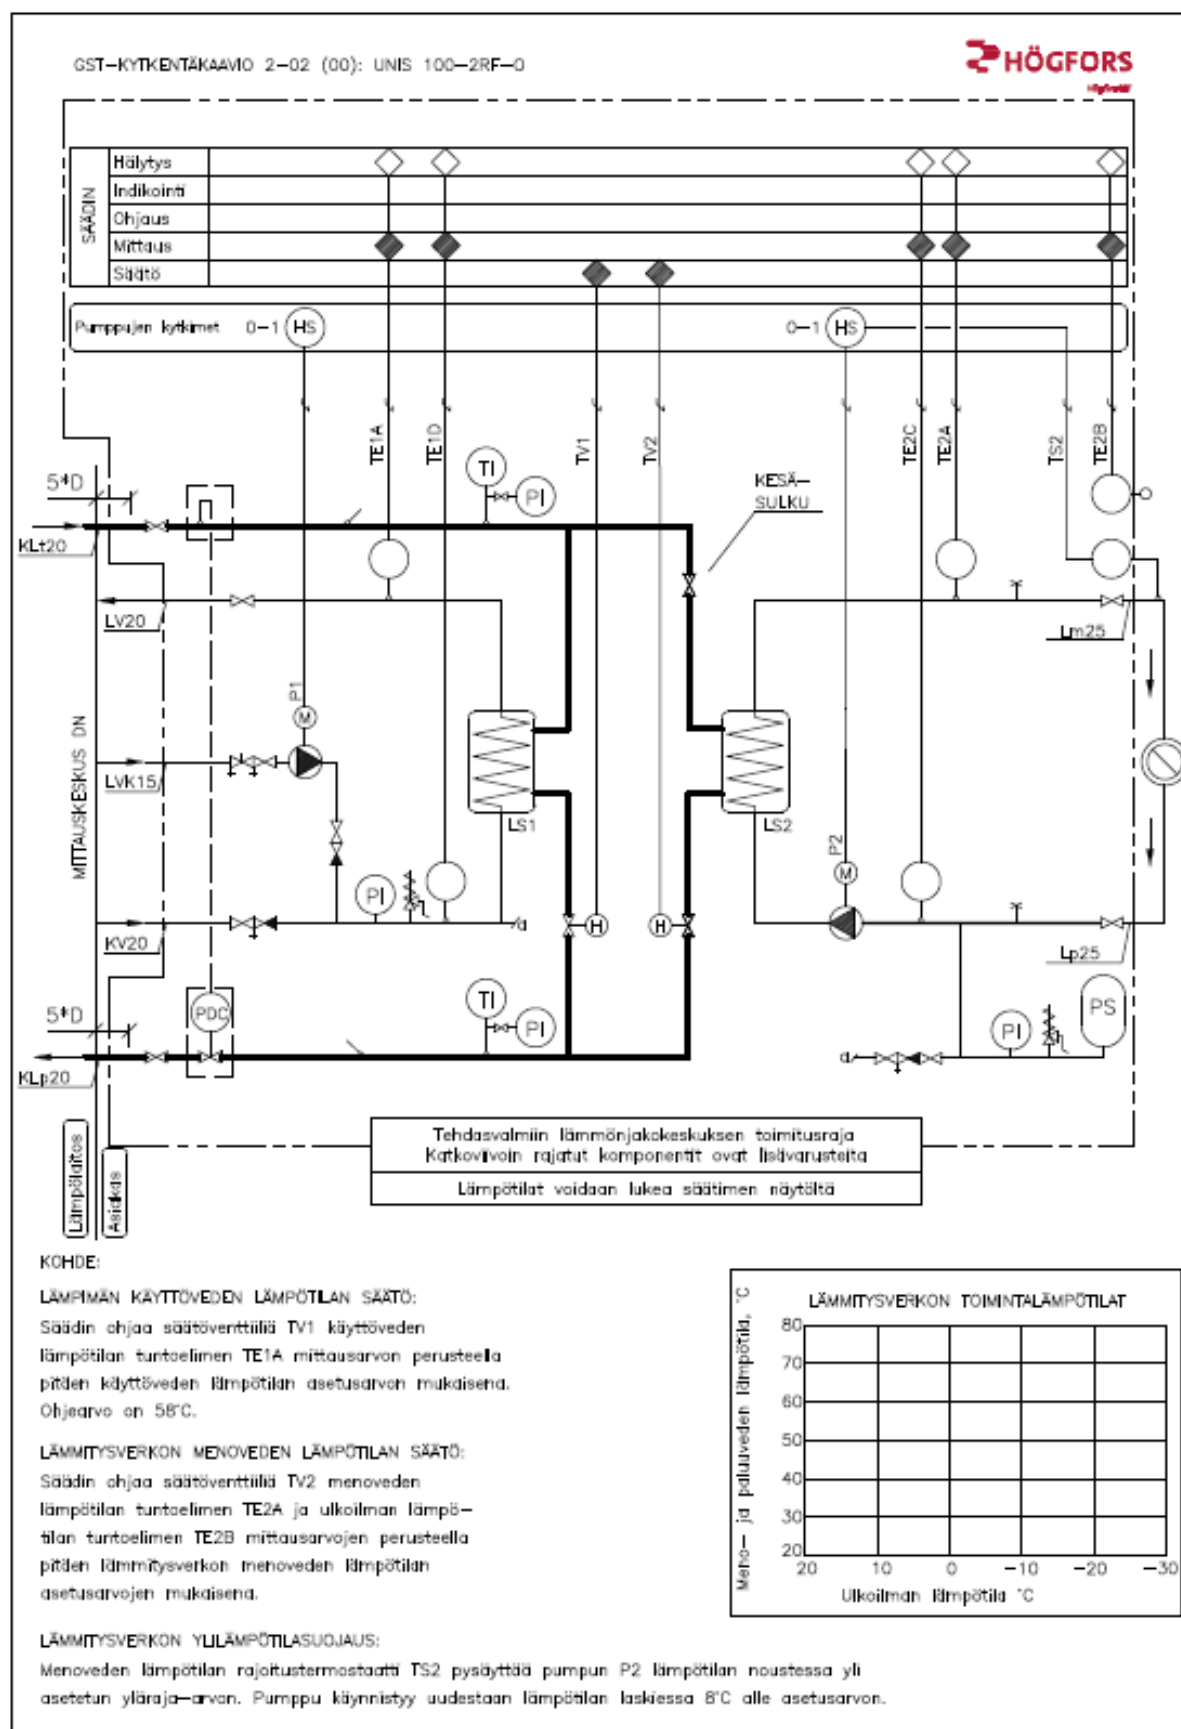 GST-KYTKENTÄKAAVIO 2-02 (00): UNIS 100-2RF-0
HÖGFORS
SÄÄDIN
Hälytys
Indikointi
Ohjaus
Mittaus
Säätö
Pumppujen kytkimet
0-1
HS
0-1
HS
TE1A
TE1D
TV1
TV2
TE2C
TE2A
TS2
TE2B
5*D
TI
PI
KESÄ-
SULKU
KLt20
LV20
Lm25
P1
M
MITTAUSKESKUS DN
LVK15
LS1
LS2
P2
M
PI
KV20
H
H
Lp25
5*D
PDC
TI
PI
PI
PS
KLp20
Lämpölaitos
Asiakas
Tehdasvalmiin lämmönjakokeskuksen toimitusraja
Katkoviivoin rajatut komponentit ovat lisävarusteita
Lämpötilat voidaan lukea säätimen näytöltä
KOHDE:
LÄMPIMÄN KÄYTTÖVEDEN LÄMPÖTILAN SÄÄTÖ:
Säädin ohjaa säätöventtiiliä TV1 käyttöveden
lämpötilan tuntoelimen TE1A mittausarvon perusteella
pitäen käyttöveden lämpötilan asetusarvon mukaisena.
Ohjearvo on 58°C.
LÄMMITYSVERKON MENOVEDEN LÄMPÖTILAN SÄÄTÖ:
Säädin ohjaa säätöventtiiliä TV2 menoveden
lämpötilan tuntoelimen TE2A ja ulkoilman lämpö-
tilan tuntoelimen TE2B mittausarvojen perusteella
pitäen lämmitysverkon menoveden lämpötilan
asetusarvojen mukaisena.
LÄMMITYSVERKON YLILÄMPÖTILASUOJAUS:
Menoveden lämpötilan rajoitustermostaatti TS2 pysäyttää pumpun P2 lämpötilan noustessa yli
asetetun yläraja-arvon. Pumppu käynnistyy uudestaan lämpötilan laskiessa 8°C alle asetusarvon.
LÄMMITYSVERKON TOIMINTALÄMPÖTILAT
Meno- ja paluuveden lämpötila, °C
80
70
60
50
40
30
20
20 10 0 -10 -20 -30
Ulkoilman lämpötila °C